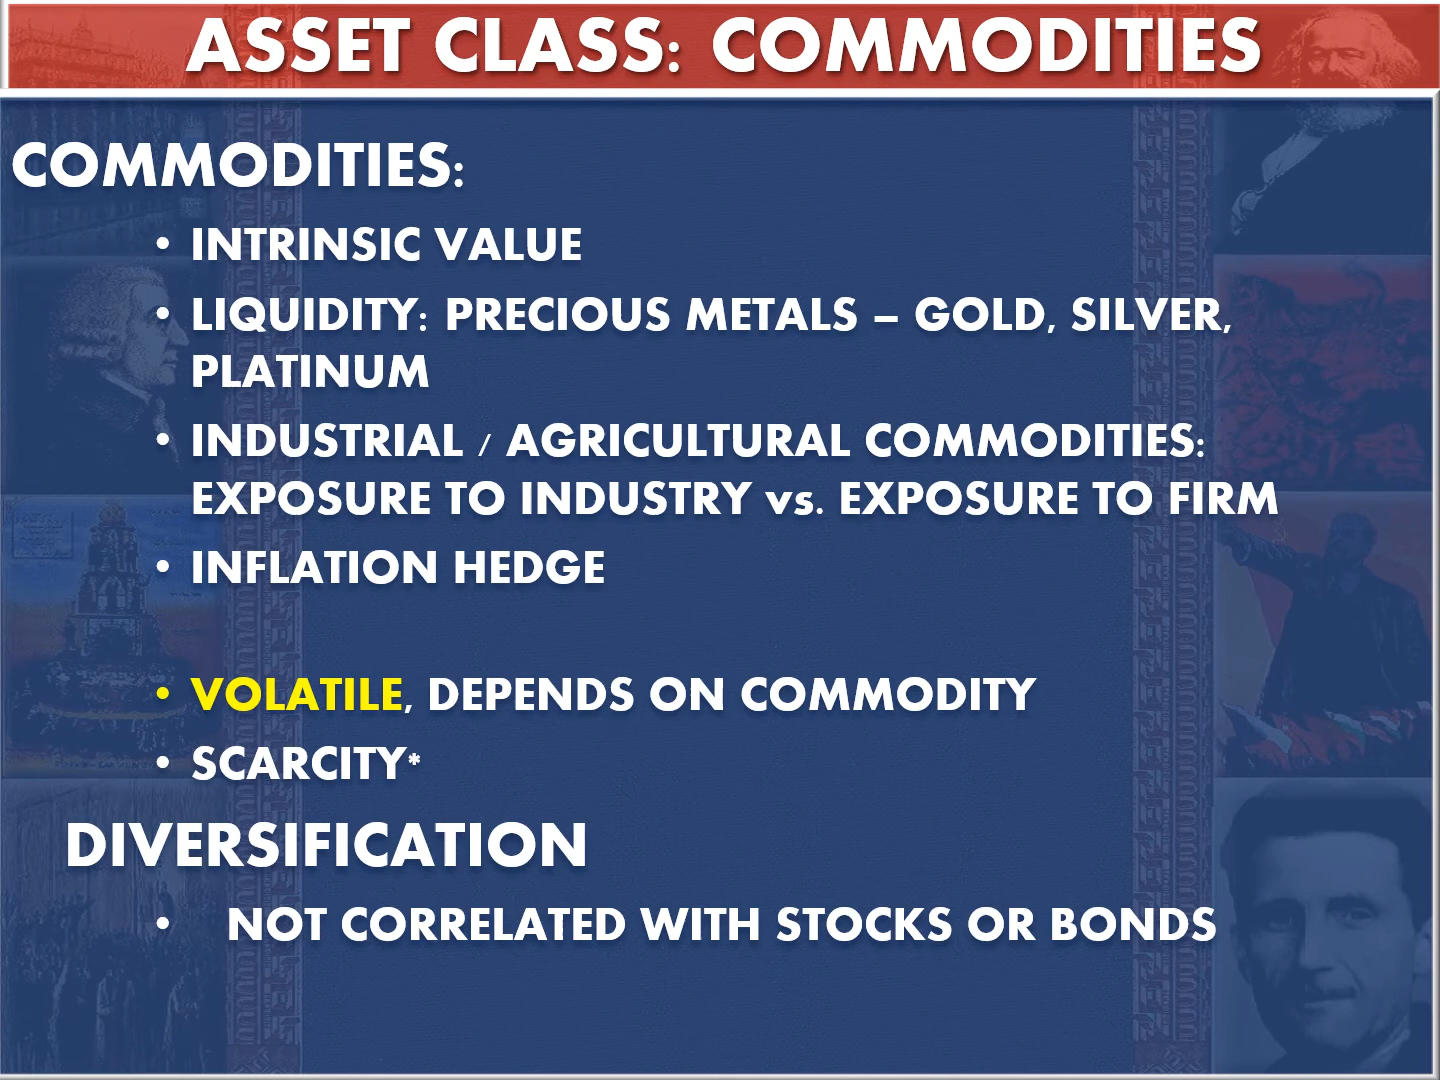 ASSET CLASS: COMMODITIES
COMMODITIES:
• INTRINSIC VALUE
• LIQUIDITY: PRECIOUS METALS – GOLD, SILVER,
PLATINUM
• INDUSTRIAL / AGRICULTURAL COMMODITIES:
EXPOSURE TO INDUSTRY vs. EXPOSURE TO FIRM
• INFLATION HEDGE
• VOLATILE, DEPENDS ON COMMODITY
• SCARCITY*
DIVERSIFICATION
• NOT CORRELATED WITH STOCKS OR BONDS